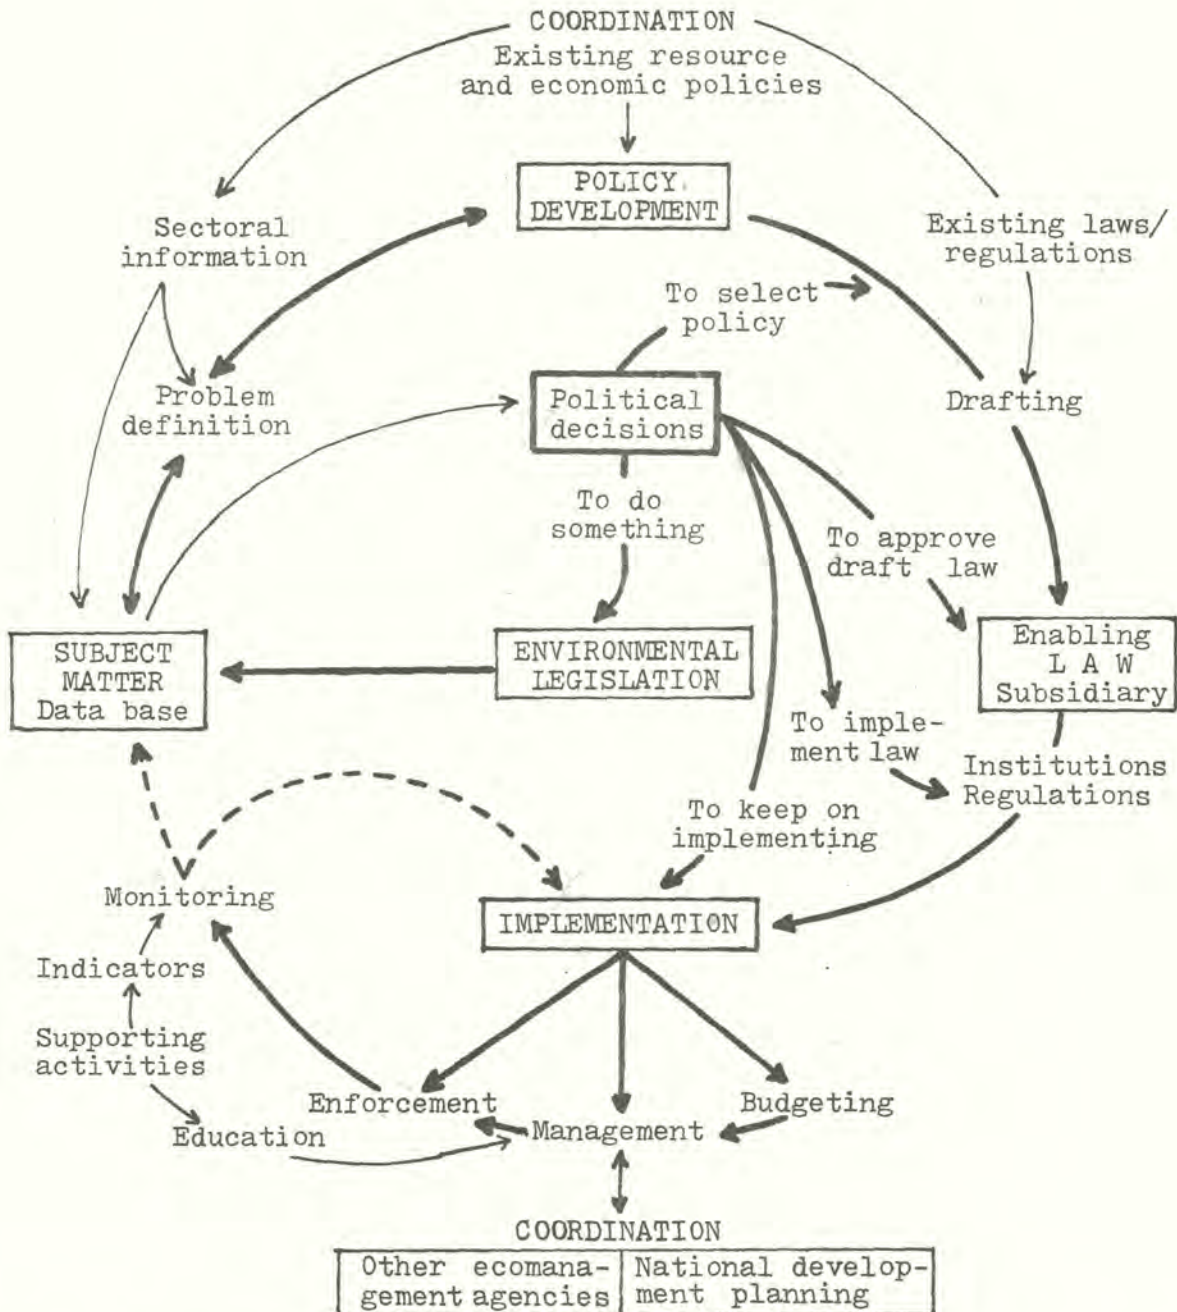 COORDINATION
Existing resource
and economic policies
POLICY
DEVELOPMENT
Sectoral
information
Existing laws/
regulations
To select
policy
Problem
definition
Political
decisions
Drafting
To do
something
To approve
draft law
SUBJECT
MATTER
Data base
ENVIRONMENTAL
LEGISLATION
Enabling
L A W
Subsidiary
To imple-
ment law
Institutions
Regulations
To keep on
implementing
Monitoring
IMPLEMENTATION
Indicators
Supporting
activities
Enforcement
Budgeting
Education
Management
COORDINATION
Other ecomana-
gement agencies
National develop-
ment planning